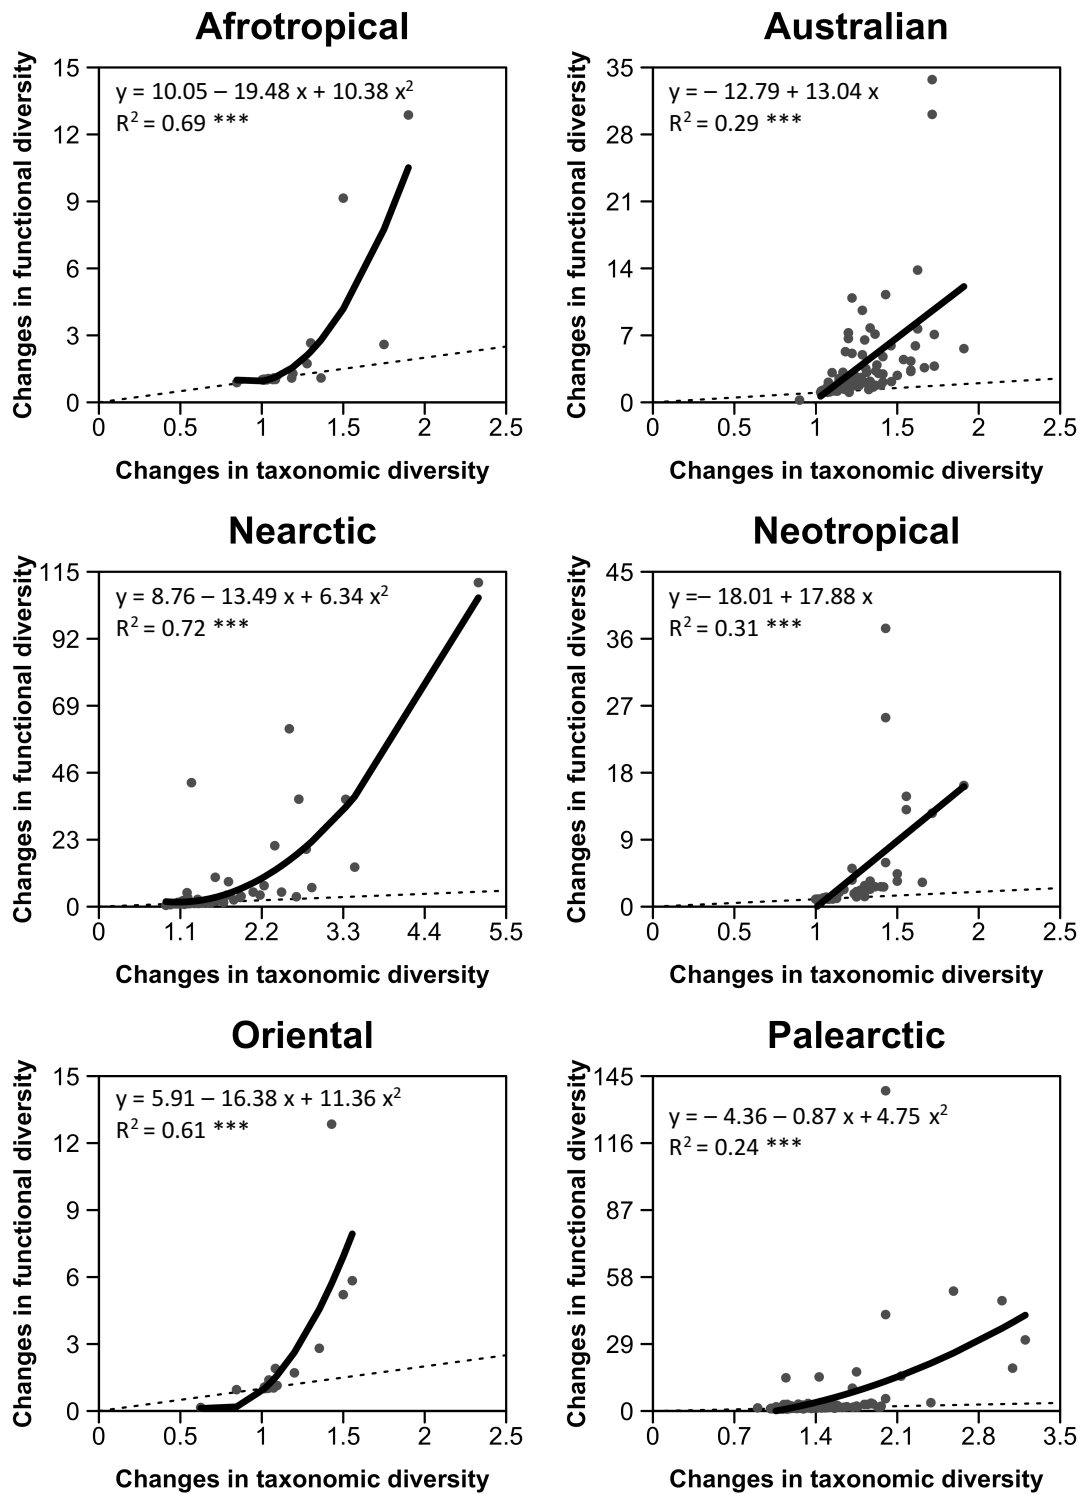 Afrotropical
Changes in functional diversity
15
12
9
6
3
0
y = 10.05 – 19.48 x + 10.38 x²
R² = 0.69 ***
0 0.5 1 1.5 2 2.5
Changes in taxonomic diversity
Australian
Changes in functional diversity
35
28
21
14
7
0
y = – 12.79 + 13.04 x
R² = 0.29 ***
0 0.5 1 1.5 2 2.5
Changes in taxonomic diversity
Nearctic
Changes in functional diversity
115
92
69
46
23
0
y = 8.76 – 13.49 x + 6.34 x²
R² = 0.72 ***
0 1.1 2.2 3.3 4.4 5.5
Changes in taxonomic diversity
Neotropical
Changes in functional diversity
45
36
27
18
9
0
y =– 18.01 + 17.88 x
R² = 0.31 ***
0 0.5 1 1.5 2 2.5
Changes in taxonomic diversity
Oriental
Changes in functional diversity
15
12
9
6
3
0
y = 5.91 – 16.38 x + 11.36 x²
R² = 0.61 ***
0 0.5 1 1.5 2 2.5
Changes in taxonomic diversity
Palearctic
Changes in functional diversity
145
116
87
58
29
0
y = – 4.36 – 0.87 x + 4.75 x²
R² = 0.24 ***
0 0.7 1.4 2.1 2.8 3.5
Changes in taxonomic diversity